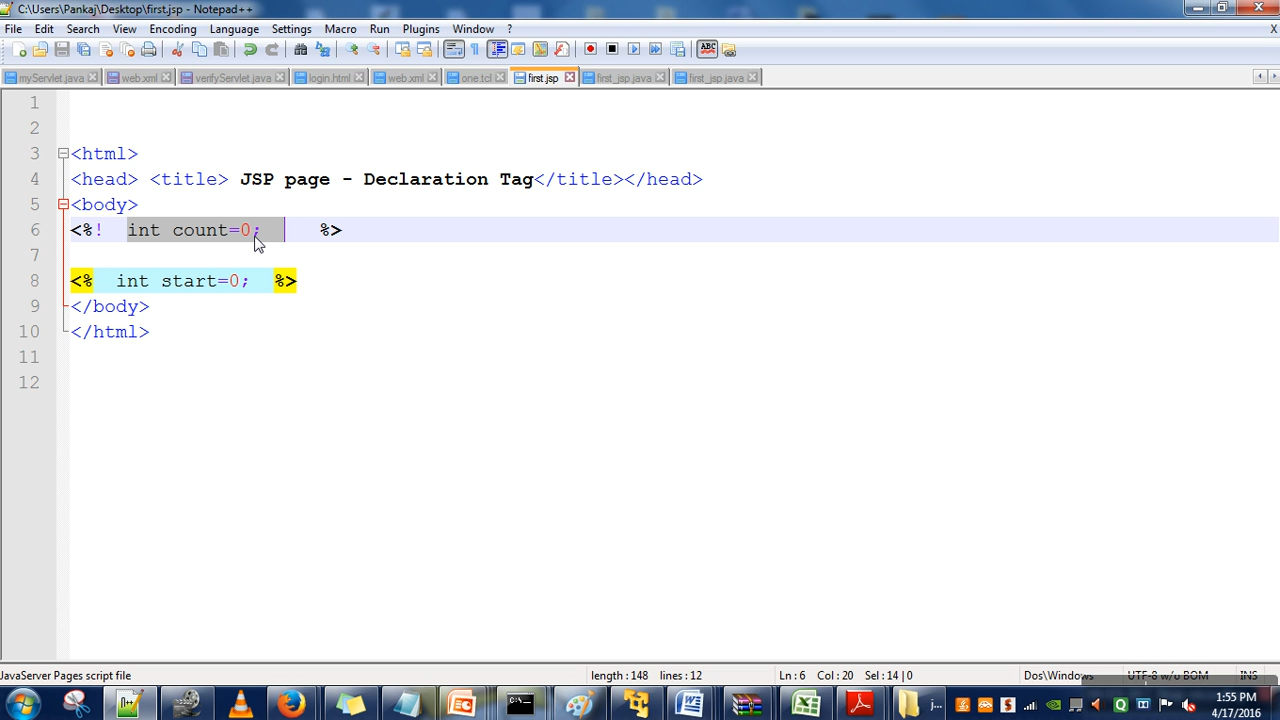 C:\Users\Pankaj\Desktop\first.jsp - Notepad++
File Edit Search View Encoding Language Settings Macro Run Plugins Window ? X
myServlet.java web.xml verifyServlet.java login.html web.xml one.tcl first.jsp first_jsp.java first_jsp.java
1
2
3 <html>
4 <head> <title> JSP page - Declaration Tag</title></head>
5 <body>
6 <%! int count=0; %>
7
8 <% int start=0; %>
9 </body>
10 </html>
11
12
JavaServer Pages script file length : 148 lines : 12 Ln : 6 Col : 20 Sel : 14 | 0 Dos\Windows UTF-8 w/o BOM INS
j...
1:55 PM
4/17/2016